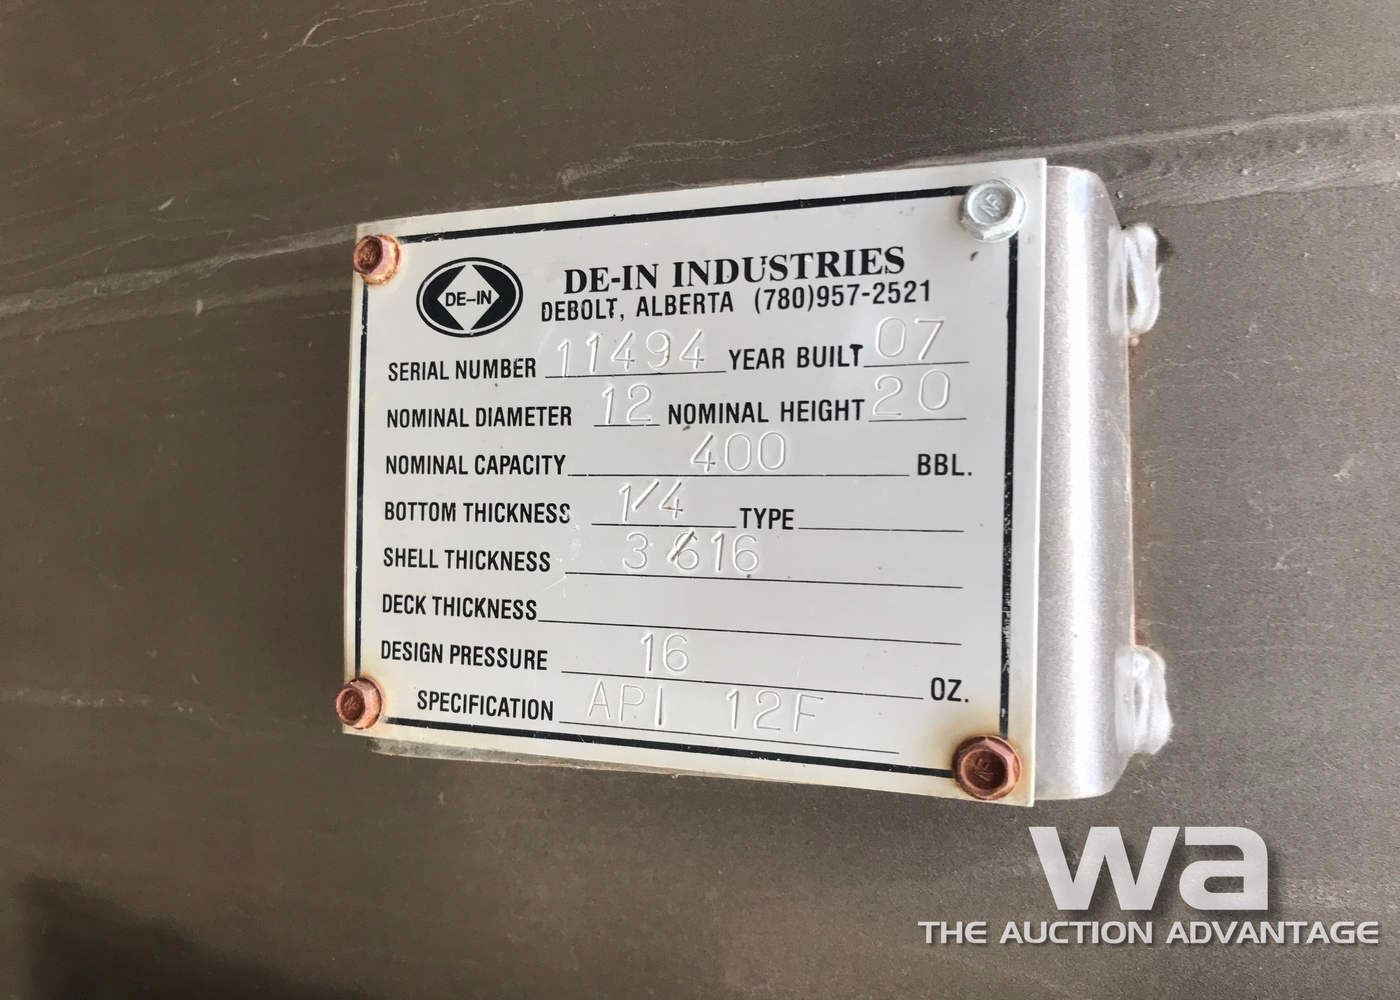 DE-IN
DE-IN INDUSTRIES
DEBOLT, ALBERTA (780)957-2521
SERIAL NUMBER 11494 YEAR BUILT 07
NOMINAL DIAMETER 12 NOMINAL HEIGHT 20
NOMINAL CAPACITY 400 BBL.
BOTTOM THICKNESS 1/4 TYPE
SHELL THICKNESS 3/16
DECK THICKNESS
DESIGN PRESSURE 16 OZ.
SPECIFICATION API 12F
wa
THE AUCTION ADVANTAGE